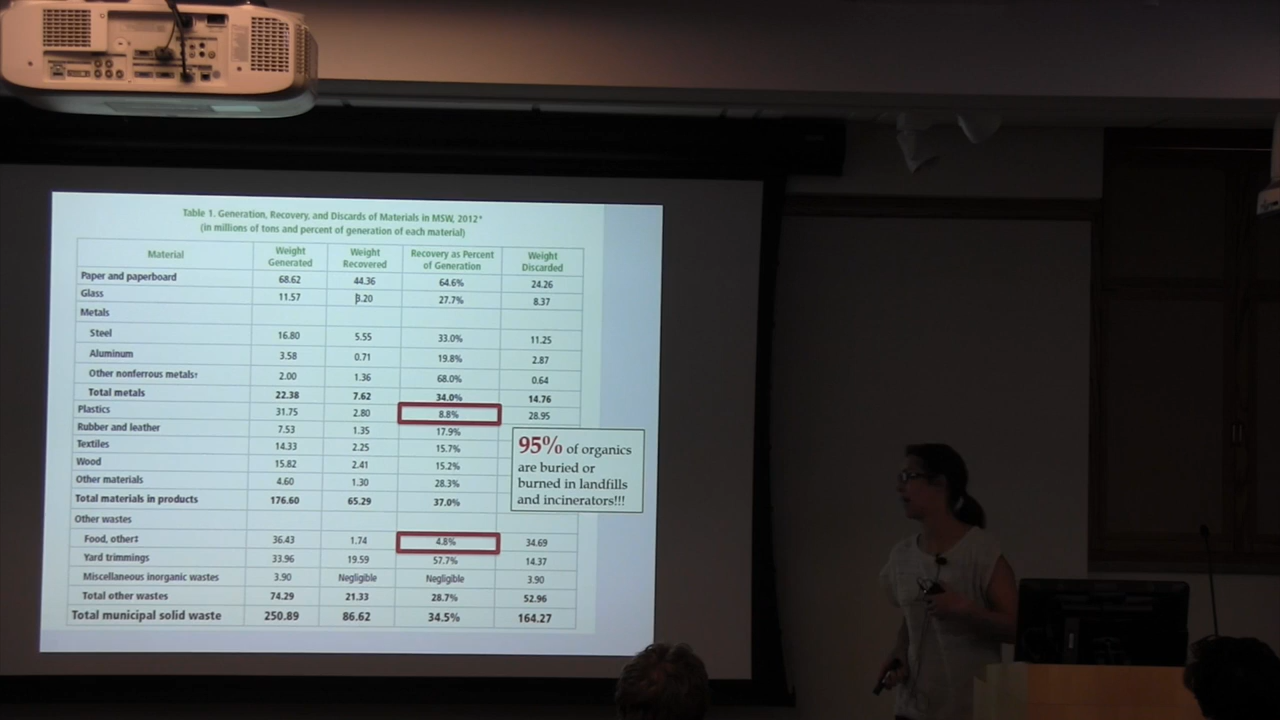 Table 1. Generation, Recovery, and Discards of Materials in MSW, 2012*
(in millions of tons and percent of generation of each material)
Material Weight Generated Weight Recovered Recovery as Percent of Generation Weight Discarded
Paper and paperboard 68.62 44.36 64.6% 24.26
Glass 11.57 3.20 27.7% 8.37
Metals
Steel 16.80 5.55 33.0% 11.25
Aluminum 3.58 0.71 19.8% 2.87
Other nonferrous metals† 2.00 1.36 68.0% 0.64
Total metals 22.38 7.62 34.0% 14.76
Plastics 31.75 2.80 8.8% 28.95
Rubber and leather 7.53 1.35 17.9%
Textiles 14.33 2.25 15.7%
Wood 15.82 2.41 15.2%
Other materials 4.60 1.30 28.3%
Total materials in products 176.60 65.29 37.0%
Other wastes
Food, other‡ 36.43 1.74 4.8% 34.69
Yard trimmings 33.96 19.59 57.7% 14.37
Miscellaneous inorganic wastes 3.90 Negligible Negligible 3.90
Total other wastes 74.29 21.33 28.7% 52.96
Total municipal solid waste 250.89 86.62 34.5% 164.27
95% of organics
are buried or
burned in landfills
and incinerators!!!